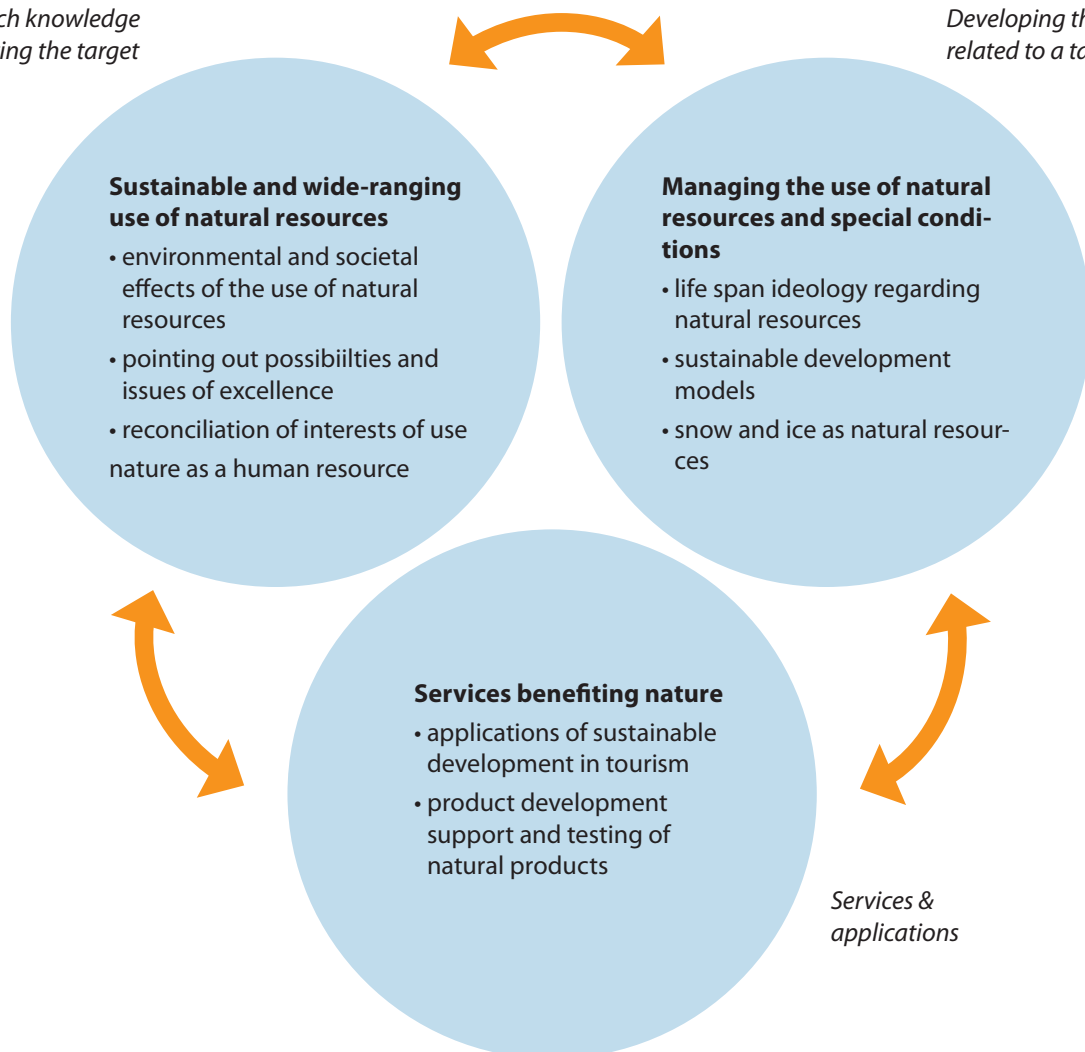 ch knowledge
ing the target
Developing th
related to a ta
Sustainable and wide-ranging
use of natural resources
• environmental and societal
effects of the use of natural
resources
• pointing out possibiilties and
issues of excellence
• reconciliation of interests of use
nature as a human resource
Managing the use of natural
resources and special condi-
tions
• life span ideology regarding
natural resources
• sustainable development
models
• snow and ice as natural resour-
ces
Services benefiting nature
• applications of sustainable
development in tourism
• product development
support and testing of
natural products
Services &
applications